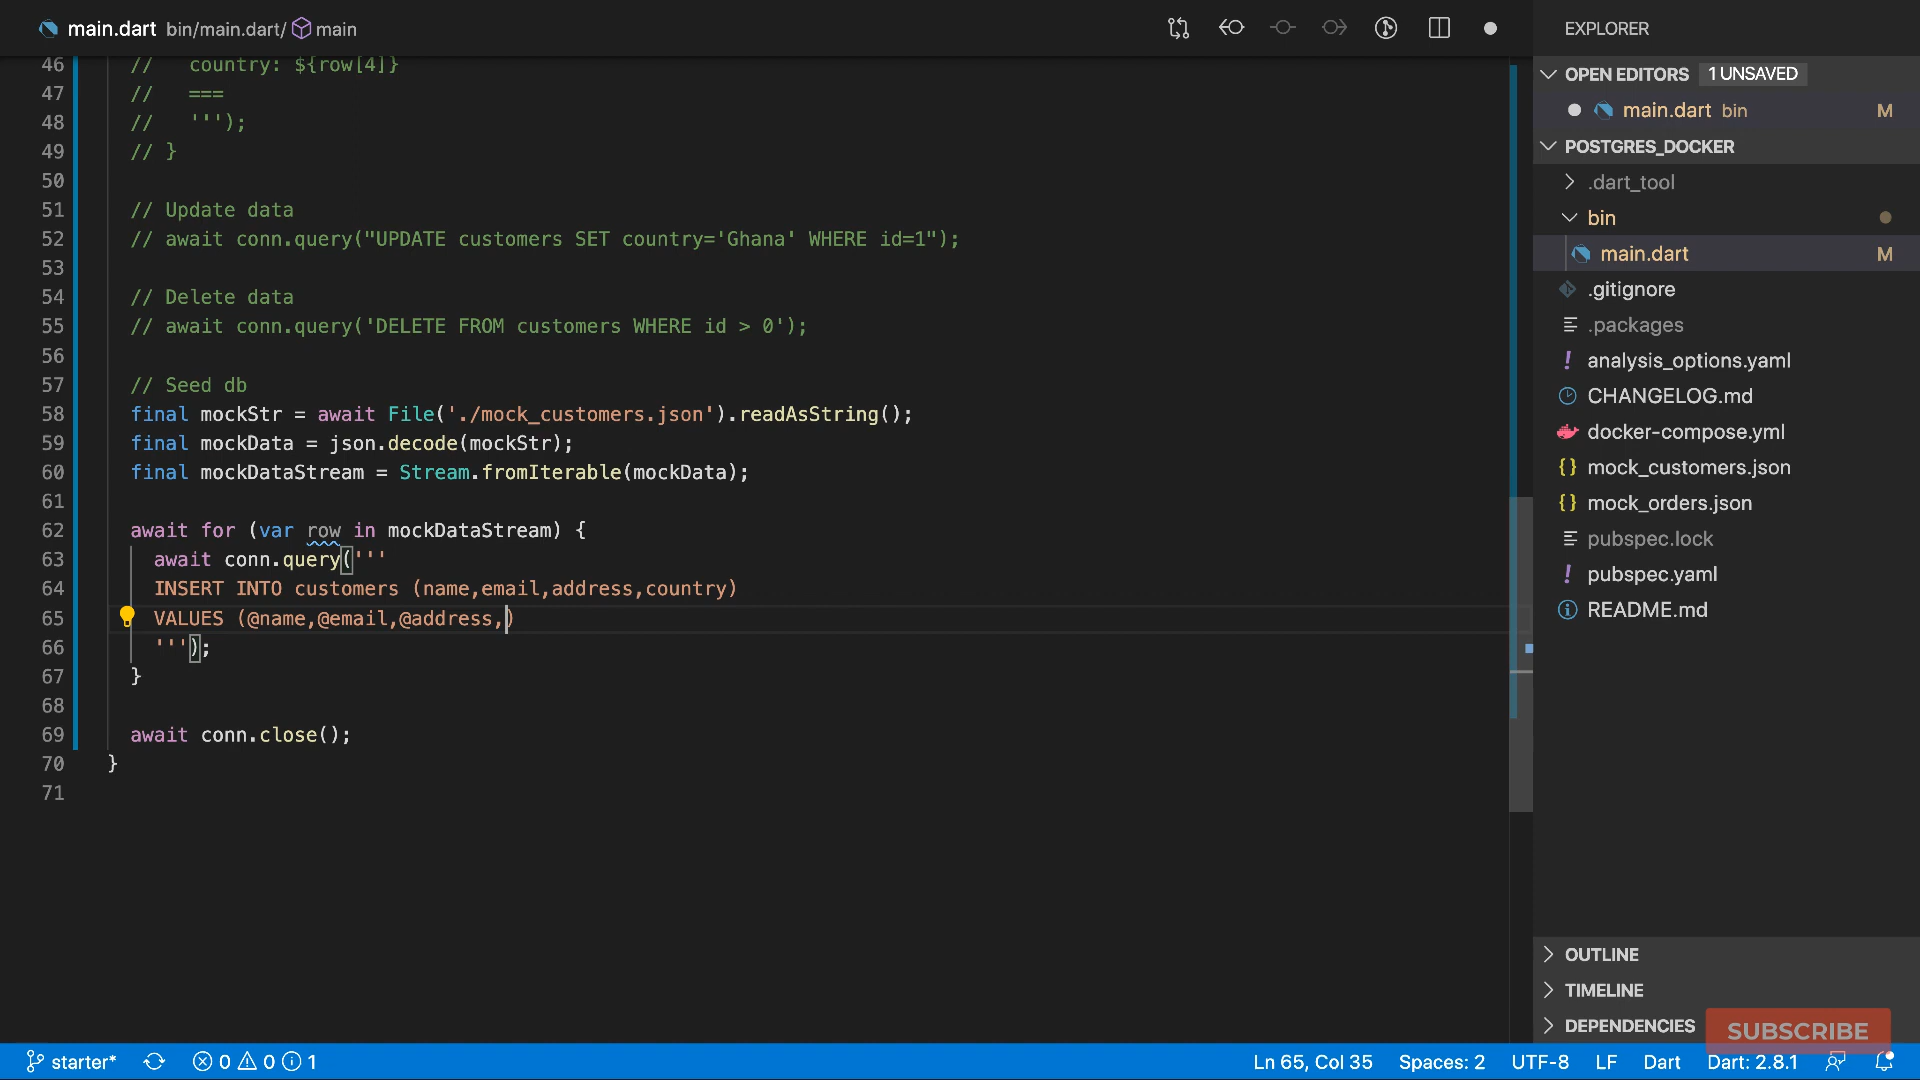 main.dart bin/main.dart/ main
46 //   country: ${row[4]}
47 //   ===
48 //   ''');
49 // }
50
51 // Update data
52 // await conn.query("UPDATE customers SET country='Ghana' WHERE id=1");
53
54 // Delete data
55 // await conn.query('DELETE FROM customers WHERE id > 0');
56
57 // Seed db
58 final mockStr = await File('./mock_customers.json').readAsString();
59 final mockData = json.decode(mockStr);
60 final mockDataStream = Stream.fromIterable(mockData);
61
62 await for (var row in mockDataStream) {
63 await conn.query('''
64 INSERT INTO customers (name,email,address,country)
65 VALUES (@name,@email,@address,)
66 ''');
67 }
68
69 await conn.close();
70 }
71
EXPLORER
OPEN EDITORS 1 UNSAVED
main.dart bin M
POSTGRES_DOCKER
.dart_tool
bin
main.dart M
.gitignore
.packages
! analysis_options.yaml
CHANGELOG.md
docker-compose.yml
{} mock_customers.json
{} mock_orders.json
pubspec.lock
! pubspec.yaml
README.md
OUTLINE
TIMELINE
DEPENDENCIES
SUBSCRIBE
starter* 0 0 1 Ln 65, Col 35 Spaces: 2 UTF-8 LF Dart Dart: 2.8.1